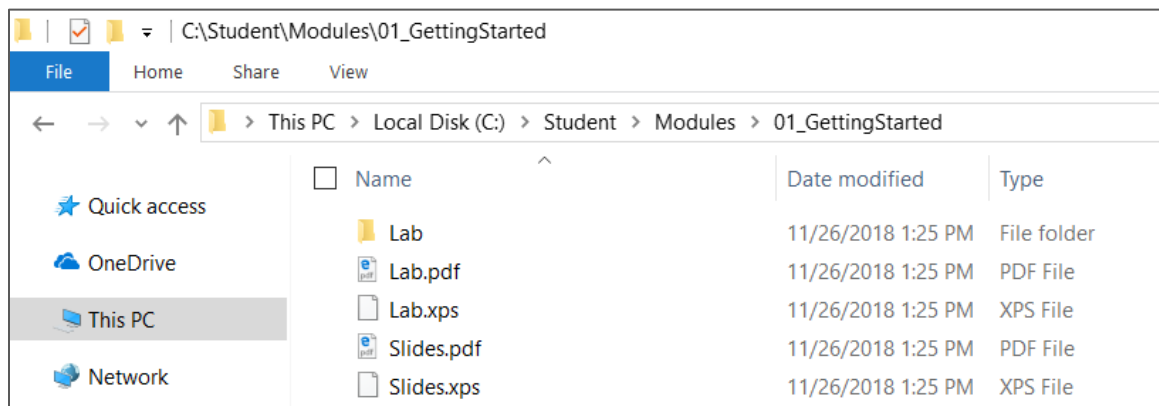 C:\Student\Modules\01_GettingStarted
File Home Share View
This PC > Local Disk (C:) > Student > Modules > 01_GettingStarted
Name Date modified Type
Quick access
OneDrive
This PC
Network
Lab 11/26/2018 1:25 PM File folder
Lab.pdf 11/26/2018 1:25 PM PDF File
Lab.xps 11/26/2018 1:25 PM XPS File
Slides.pdf 11/26/2018 1:25 PM PDF File
Slides.xps 11/26/2018 1:25 PM XPS File